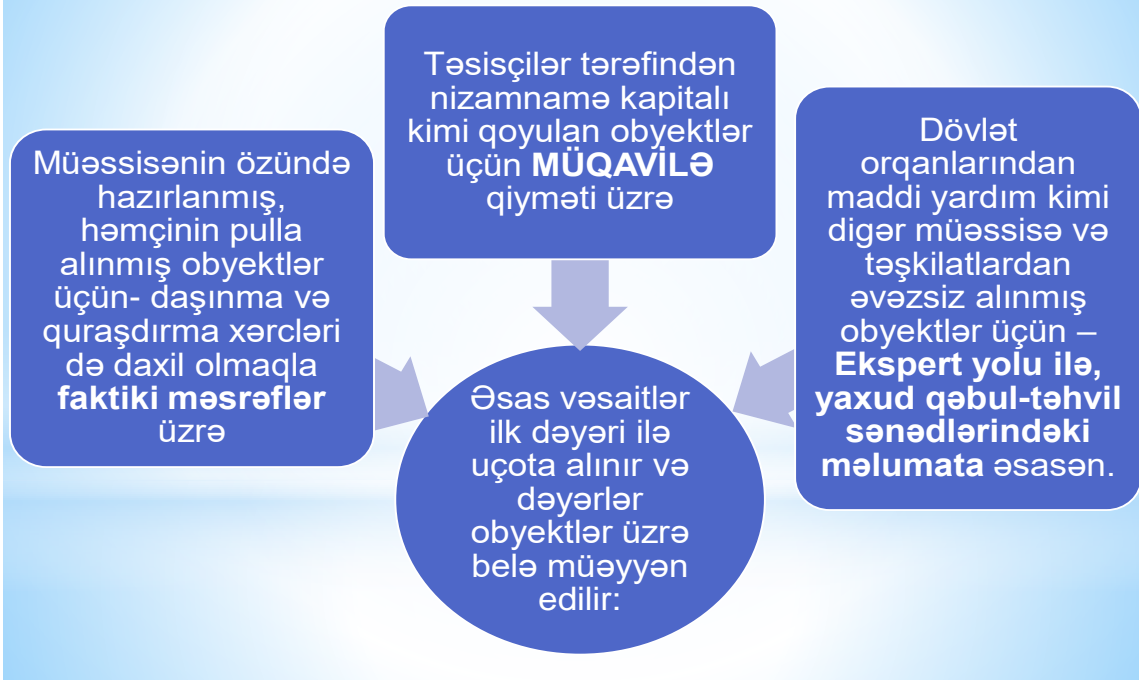 Müəssisənin özündə
hazırlanmış,
həmçinin pulla
alınmış obyektlər
üçün- daşınma və
quraşdırma xərcləri
də daxil olmaqla
faktiki məsrəflər
üzrə
Təsisçilər tərəfindən
nizamnamə kapitalı
kimi qoyulan obyektlər
üçün MÜQAVİLƏ
qiyməti üzrə
Dövlət
orqanlarından
maddi yardım kimi
digər müəssisə və
təşkilatlardan
əvəzsiz alınmış
obyektlər üçün –
Ekspert yolu ilə,
yaxud qəbul-təhvil
sənədlərindəki
məlumata əsasən.
Əsas vəsaitlər
ilk dəyəri ilə
uçota alınır və
dəyərlər
obyektlər üzrə
belə müəyyən
edilir: